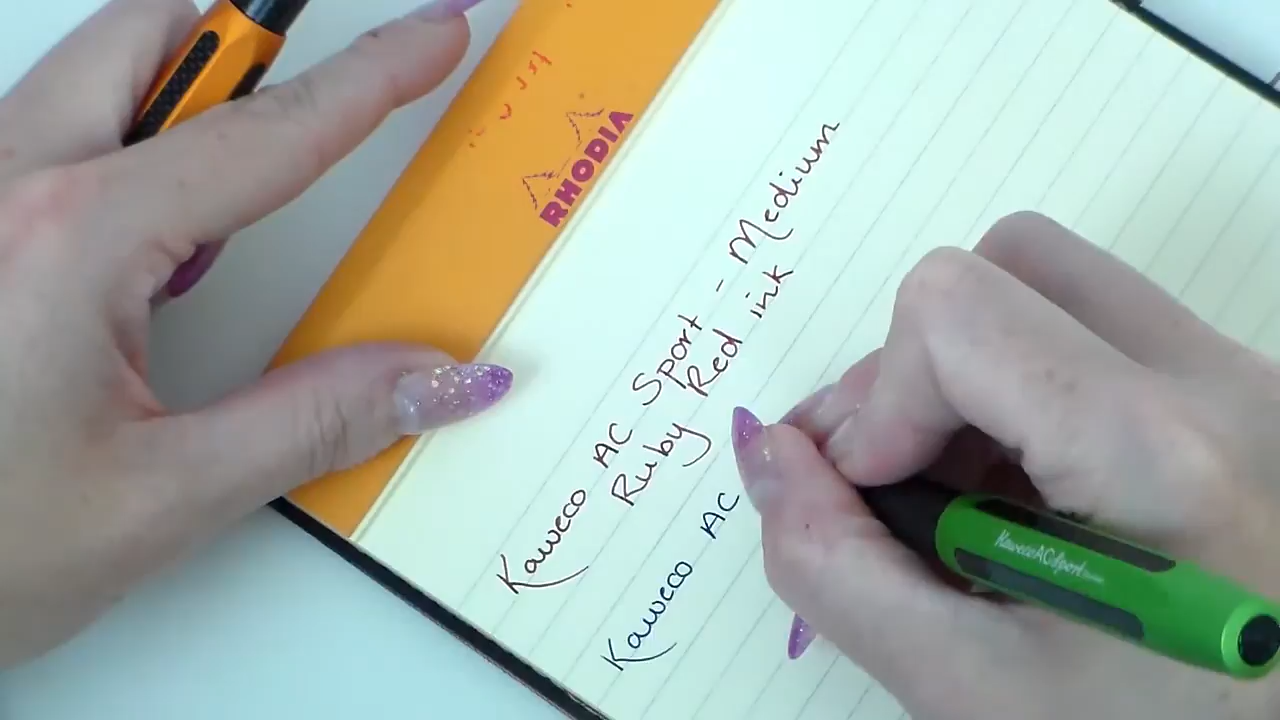 RHODIA
Kaweco AC Sport - Medium
Ruby Red ink
Kaweco AC
KawecoACSport